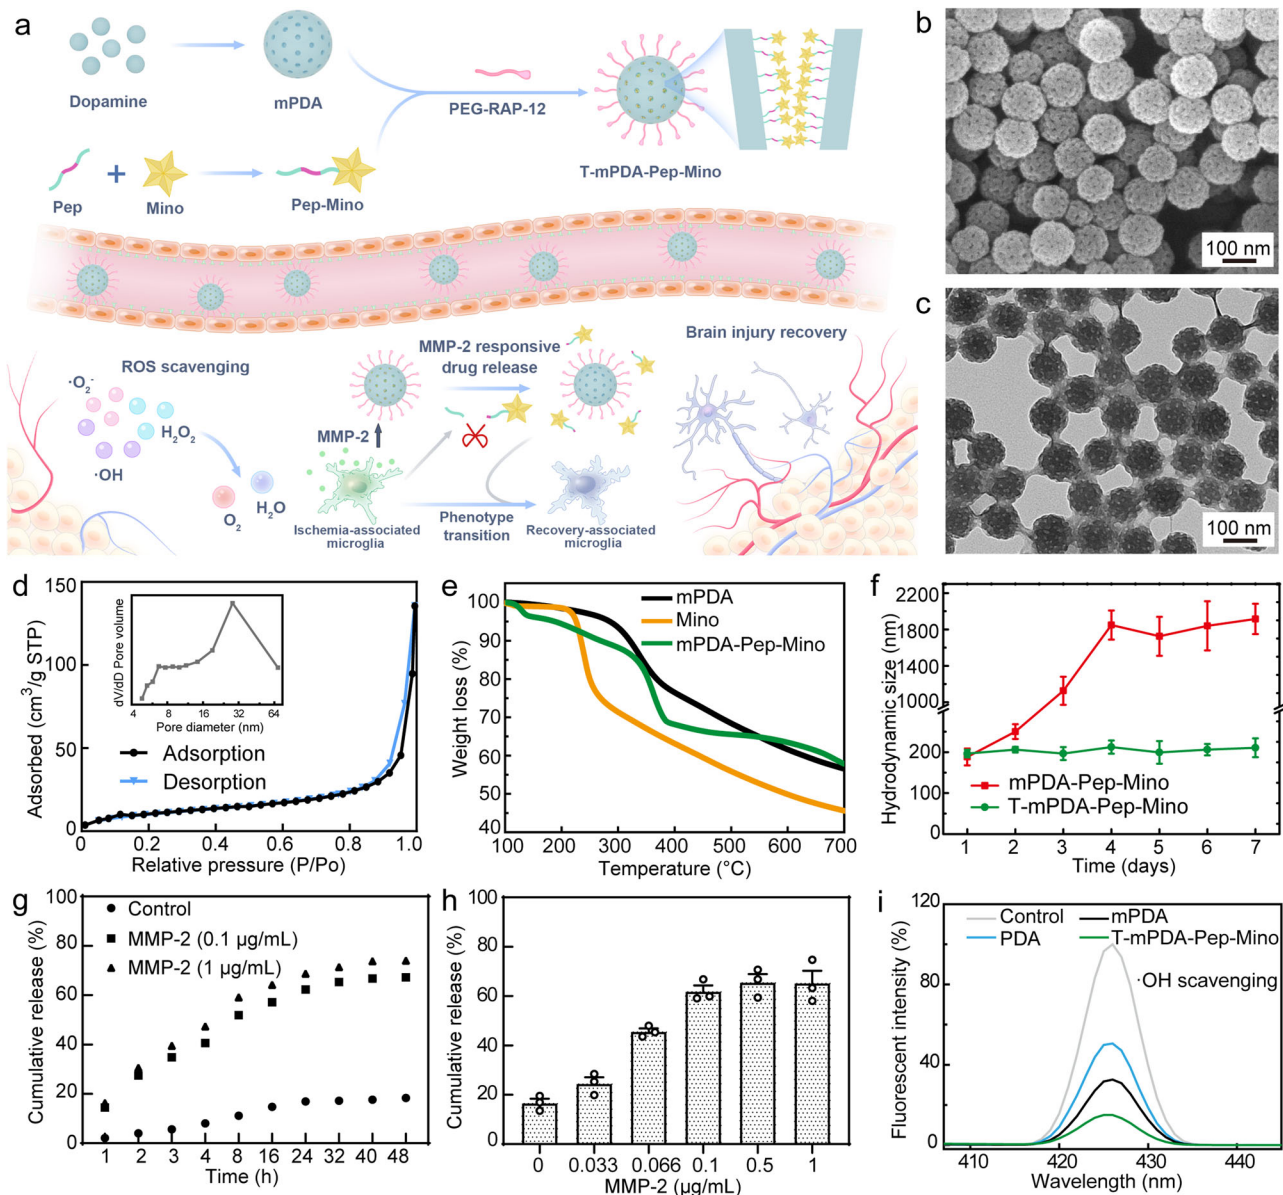 a
Dopamine
mPDA
PEG-RAP-12
T-mPDA-Pep-Mino
Pep
+
Mino
Pep-Mino
ROS scavenging
·O₂⁻
H₂O₂
·OH
O₂
H₂O
MMP-2 responsive
drug release
MMP-2
Ischemia-associated
microglia
Phenotype
transition
Recovery-associated
microglia
Brain injury recovery
b
100 nm
c
100 nm
d
150
100
50
0
Adsorbed (cm³/g STP)
dV/dD Pore volume
4 8 16 32 64
Pore diameter (nm)
Adsorption
Desorption
0 0.2 0.4 0.6 0.8 1.0
Relative pressure (P/Po)
e
100
90
80
70
60
50
40
Weight loss (%)
mPDA
Mino
mPDA-Pep-Mino
100 200 300 400 500 600 700
Temperature (°C)
f
2200
1800
1400
1000
400
200
0
Hydrodynamic size (nm)
mPDA-Pep-Mino
T-mPDA-Pep-Mino
1 2 3 4 5 6 7
Time (days)
g
100
80
60
40
20
0
Cumulative release (%)
Control
MMP-2 (0.1 μg/mL)
MMP-2 (1 μg/mL)
1 2 3 4 8 16 24 32 40 48
Time (h)
h
100
80
60
40
20
0
Cumulative release (%)
0 0.033 0.066 0.1 0.5 1
MMP-2 (μg/mL)
i
120
80
40
0
Fluorescent intensity (%)
Control
mPDA
PDA
T-mPDA-Pep-Mino
·OH scavenging
410 420 430 440
Wavelength (nm)